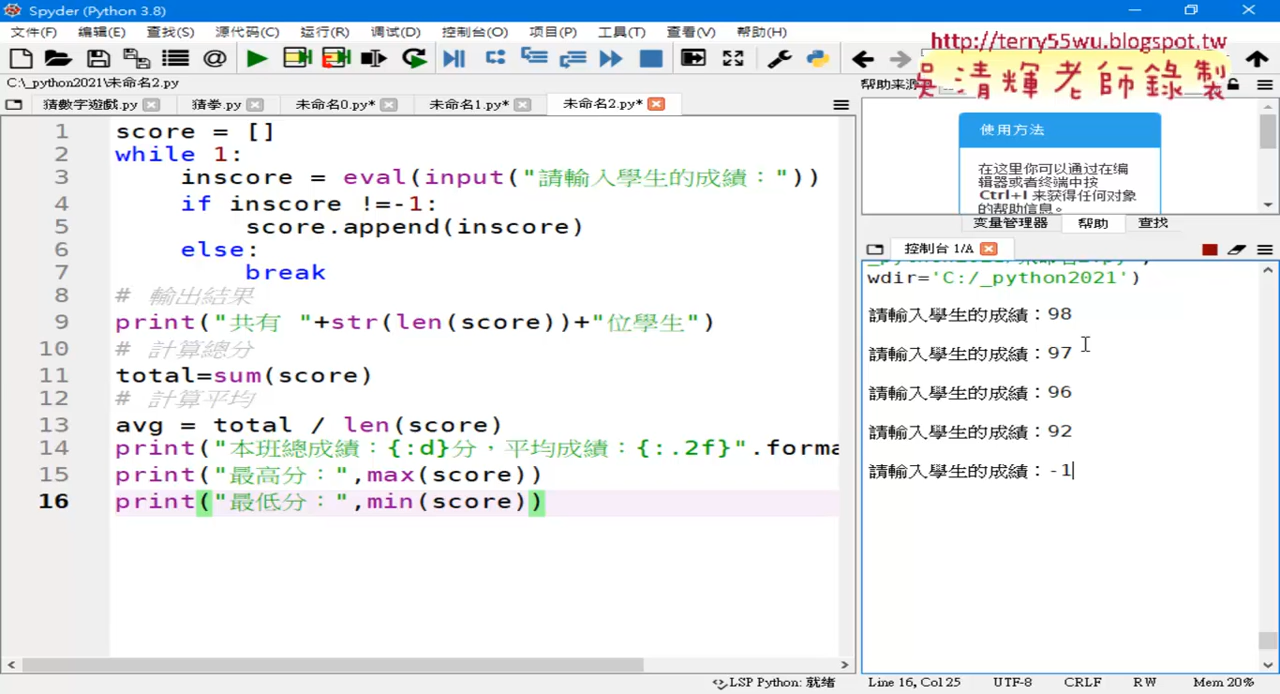 Spyder (Python 3.8)
文件(F) 编辑(E) 查找(S) 源代码(C) 运行(R) 调试(D) 控制台(O) 项目(P) 工具(T) 查看(V) 帮助(H)
http://terry55wu.blogspot.tw
吳清輝老師錄製
C:\_python2021\未命名2.py
帮助来源
猜數字遊戲.py 猜拳.py 未命名0.py* 未命名1.py* 未命名2.py*
1 score = []
2 while 1:
3 inscore = eval(input("請輸入學生的成績："))
4 if inscore !=-1:
5 score.append(inscore)
6 else:
7 break
8 # 輸出結果
9 print("共有 "+str(len(score))+"位學生")
10 # 計算總分
11 total=sum(score)
12 # 計算平均
13 avg = total / len(score)
14 print("本班總成績：{:d}分，平均成績：{:.2f}".forma
15 print("最高分：",max(score))
16 print("最低分：",min(score))
使用方法
在这里你可以通过在编
辑器或者终端中按
Ctrl+I 来获得任何对象
的帮助信息。
变量管理器 帮助 查找
控制台 1/A
wdir='C:/_python2021')
請輸入學生的成績：98
請輸入學生的成績：97
請輸入學生的成績：96
請輸入學生的成績：92
請輸入學生的成績：-1
LSP Python: 就绪 Line 16, Col 25 UTF-8 CRLF RW Mem 20%